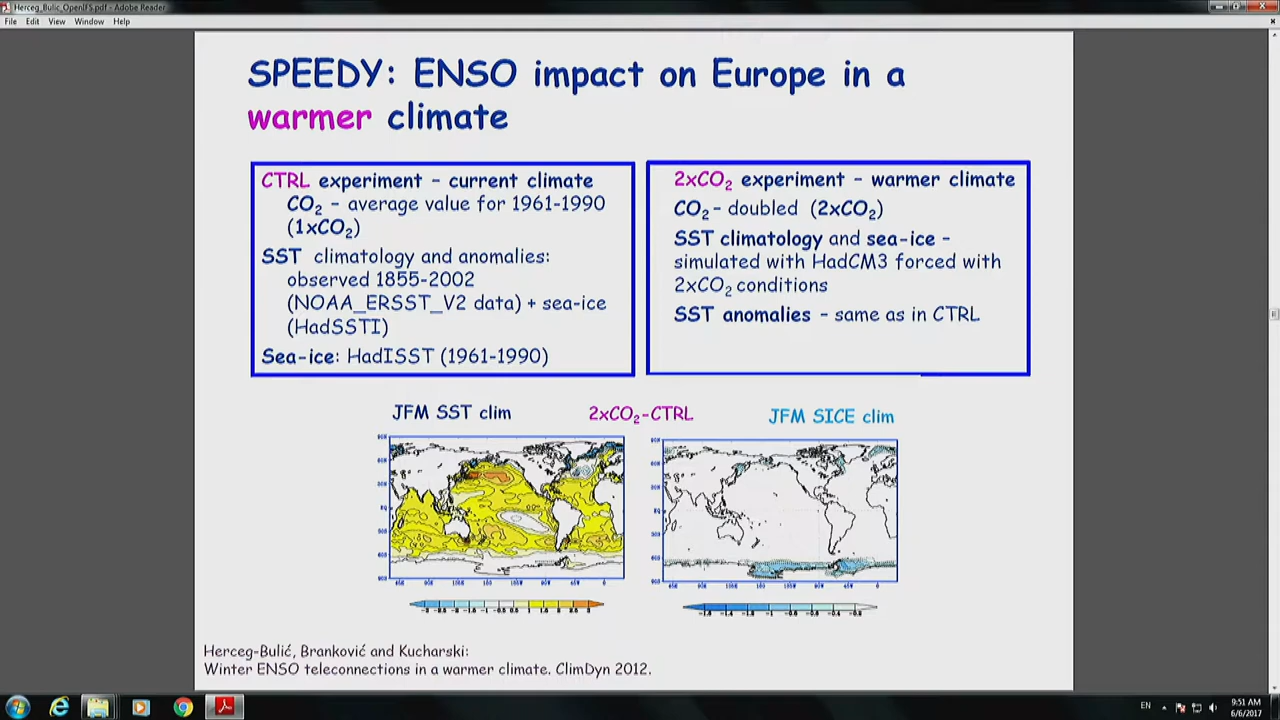 Herceg_Bulic_OpenIFS.pdf - Adobe Reader
File Edit View Window Help
SPEEDY: ENSO impact on Europe in a
warmer climate
CTRL experiment – current climate
CO2 – average value for 1961-1990
(1xCO2)
SST climatology and anomalies:
observed 1855-2002
(NOAA_ERSST_V2 data) + sea-ice
(HadSSTI)
Sea-ice: HadISST (1961-1990)
2xCO2 experiment – warmer climate
CO2 – doubled (2xCO2)
SST climatology and sea-ice –
simulated with HadCM3 forced with
2xCO2 conditions
SST anomalies – same as in CTRL
JFM SST clim
2xCO2-CTRL
JFM SICE clim
Herceg-Bulić, Branković and Kucharski:
Winter ENSO teleconnections in a warmer climate. ClimDyn 2012.
EN
9:51 AM
6/6/2017